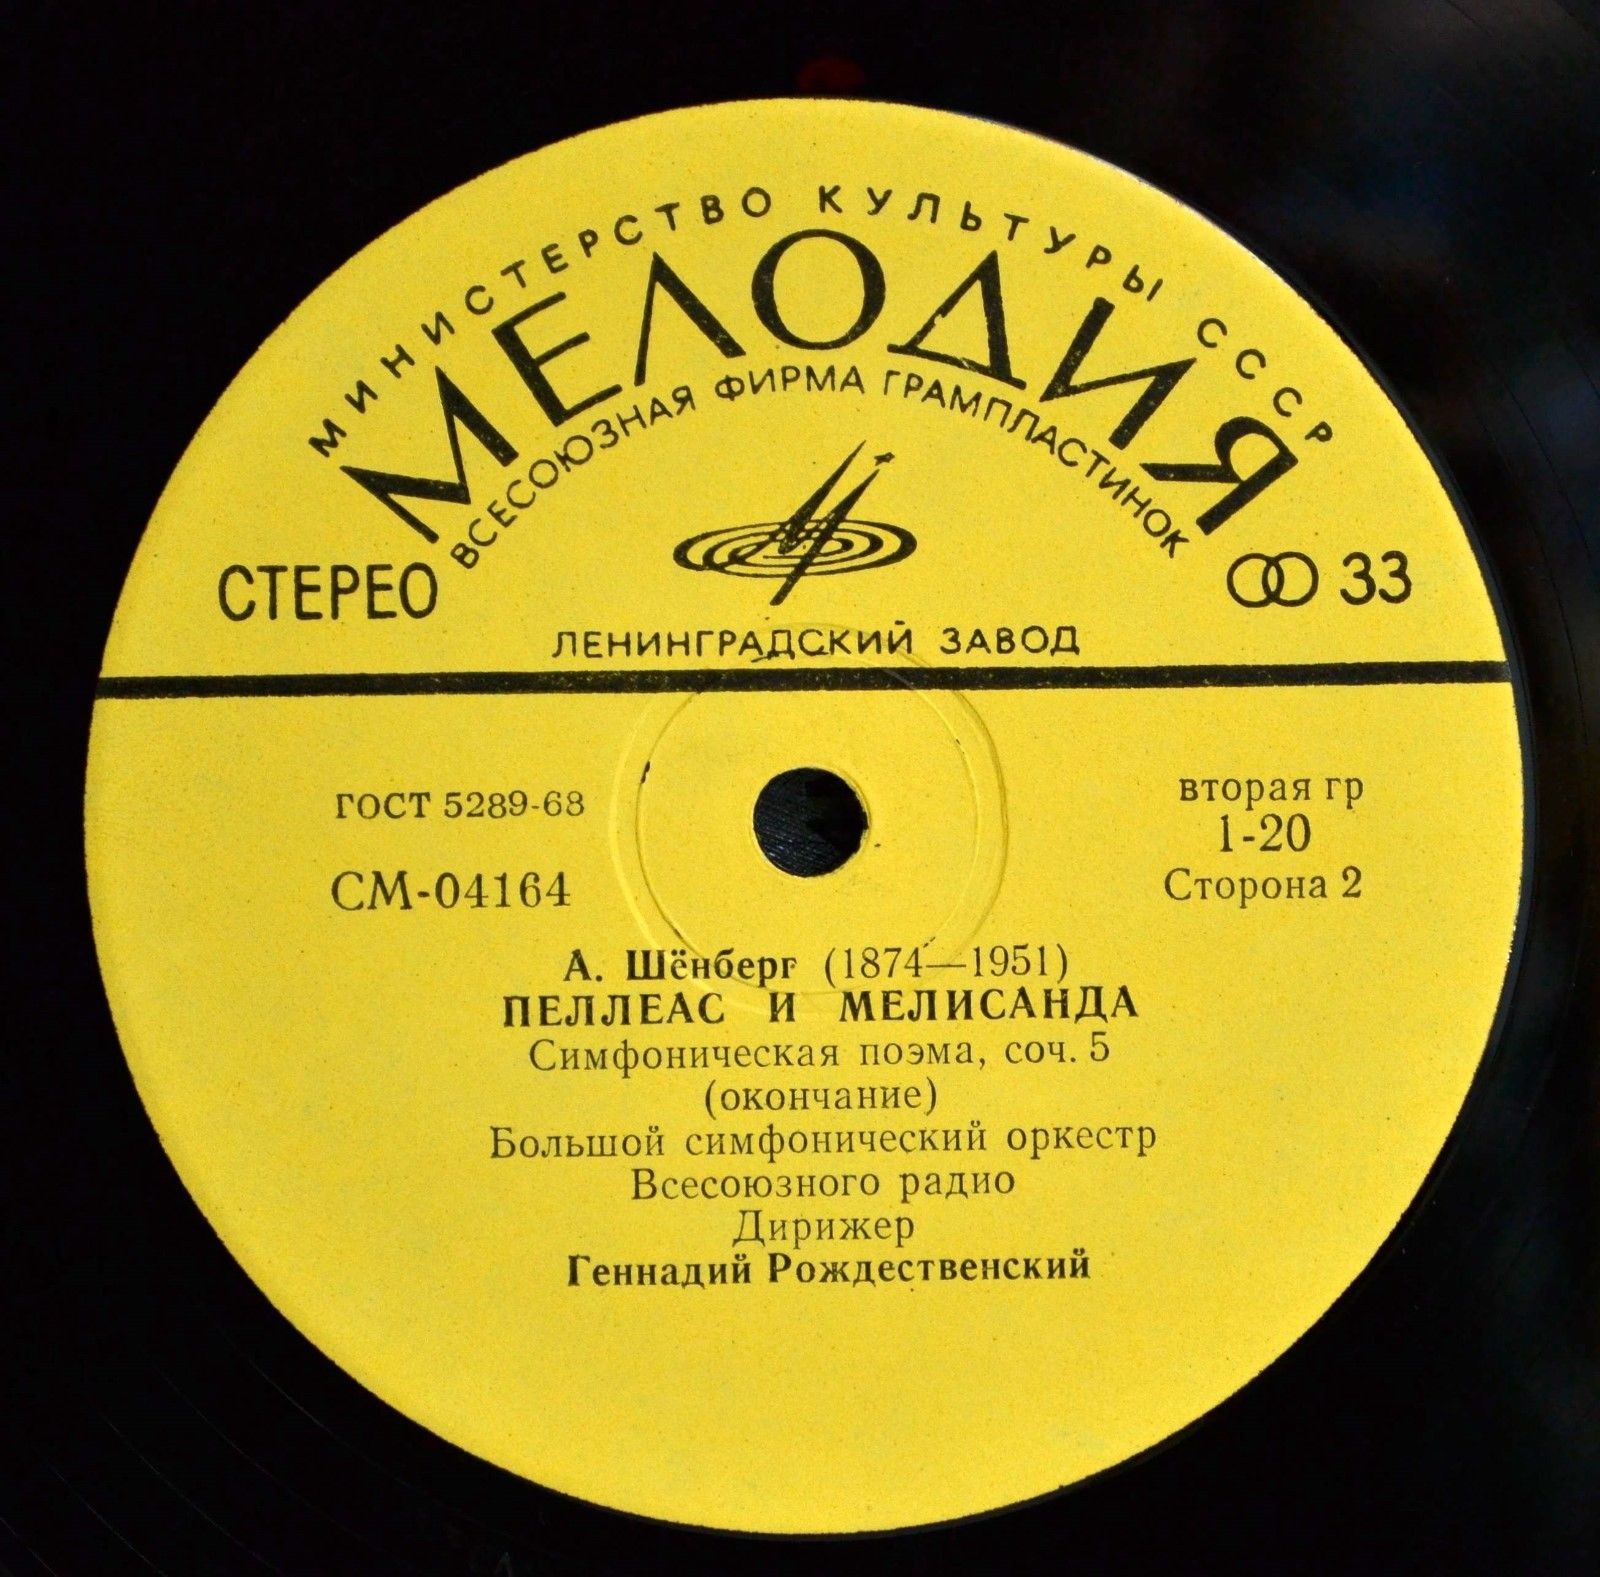 МИНИСТЕРСТВО КУЛЬТУРЫ СССР
МЕЛОДИЯ
ВСЕСОЮЗНАЯ ФИРМА ГРАМПЛАСТИНОК
СТЕРЕО
33
ЛЕНИНГРАДСКИЙ ЗАВОД
ГОСТ 5289-68
СМ-04164
вторая гр
1-20
Сторона 2
А. Шёнберг (1874—1951)
ПЕЛЛЕАС И МЕЛИСАНДА
Симфоническая поэма, соч. 5
(окончание)
Большой симфонический оркестр
Всесоюзного радио
Дирижер
Геннадий Рождественский